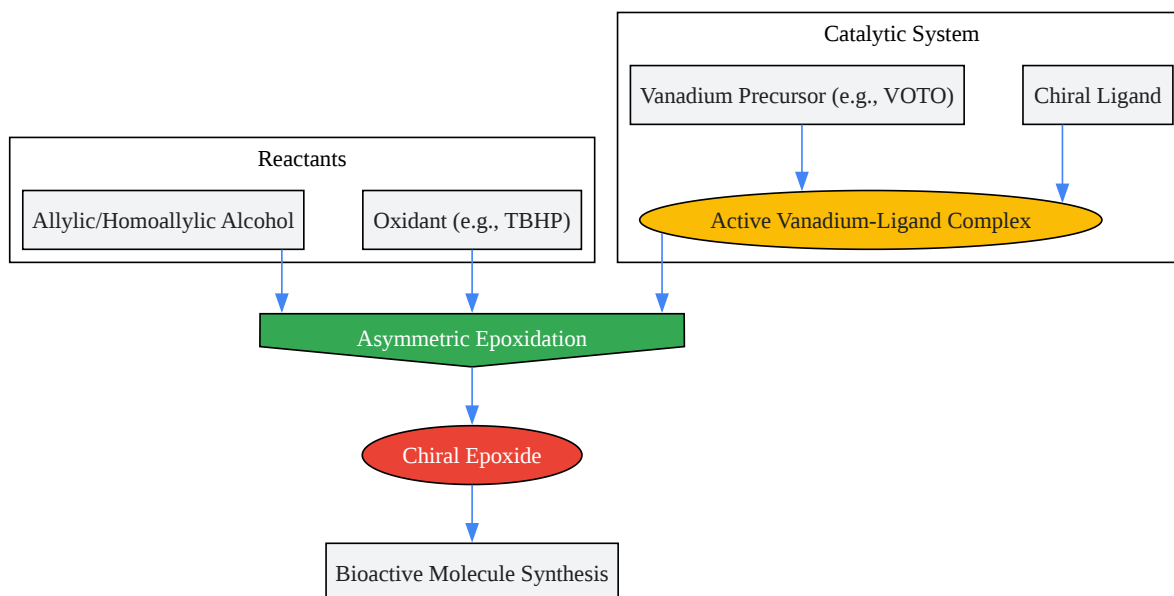 Catalytic System
Vanadium Precursor (e.g., VOTO)
Chiral Ligand
Reactants
Allylic/Homoallylic Alcohol
Oxidant (e.g., TBHP)
Active Vanadium-Ligand Complex
Asymmetric Epoxidation
Chiral Epoxide
Bioactive Molecule Synthesis